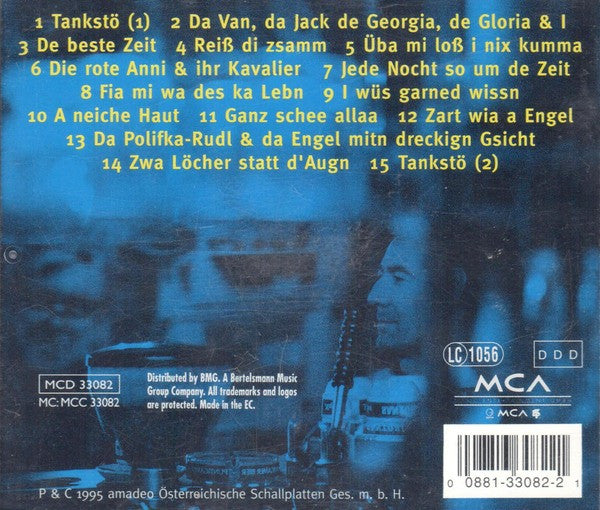 1 Tankstö (1) 2 Da Van, da Jack de Georgia, de Gloria & I
3 De beste Zeit 4 Reiß di zsamm 5 Üba mi loß i nix kumma
6 Die rote Anni & ihr Kavalier 7 Jede Nocht so um de Zeit
8 Fia mi wa des ka Lebn 9 I wüs garned wissn
10 A neiche Haut 11 Ganz schee allaa 12 Zart wia a Engel
13 Da Polifka-Rudl & da Engel mitn dreckign Gsicht
14 Zwa Löcher statt d'Augn 15 Tankstö (2)
LC 1056
DDD
MCD 33082
MC: MCC 33082
Distributed by BMG. A Bertelsmann Music
Group Company. All trademarks and logos
are protected. Made in the EC.
MCA
MCA
0 0881-33082-2 1
P & C 1995 amadeo Österreichische Schallplatten Ges. m. b. H.